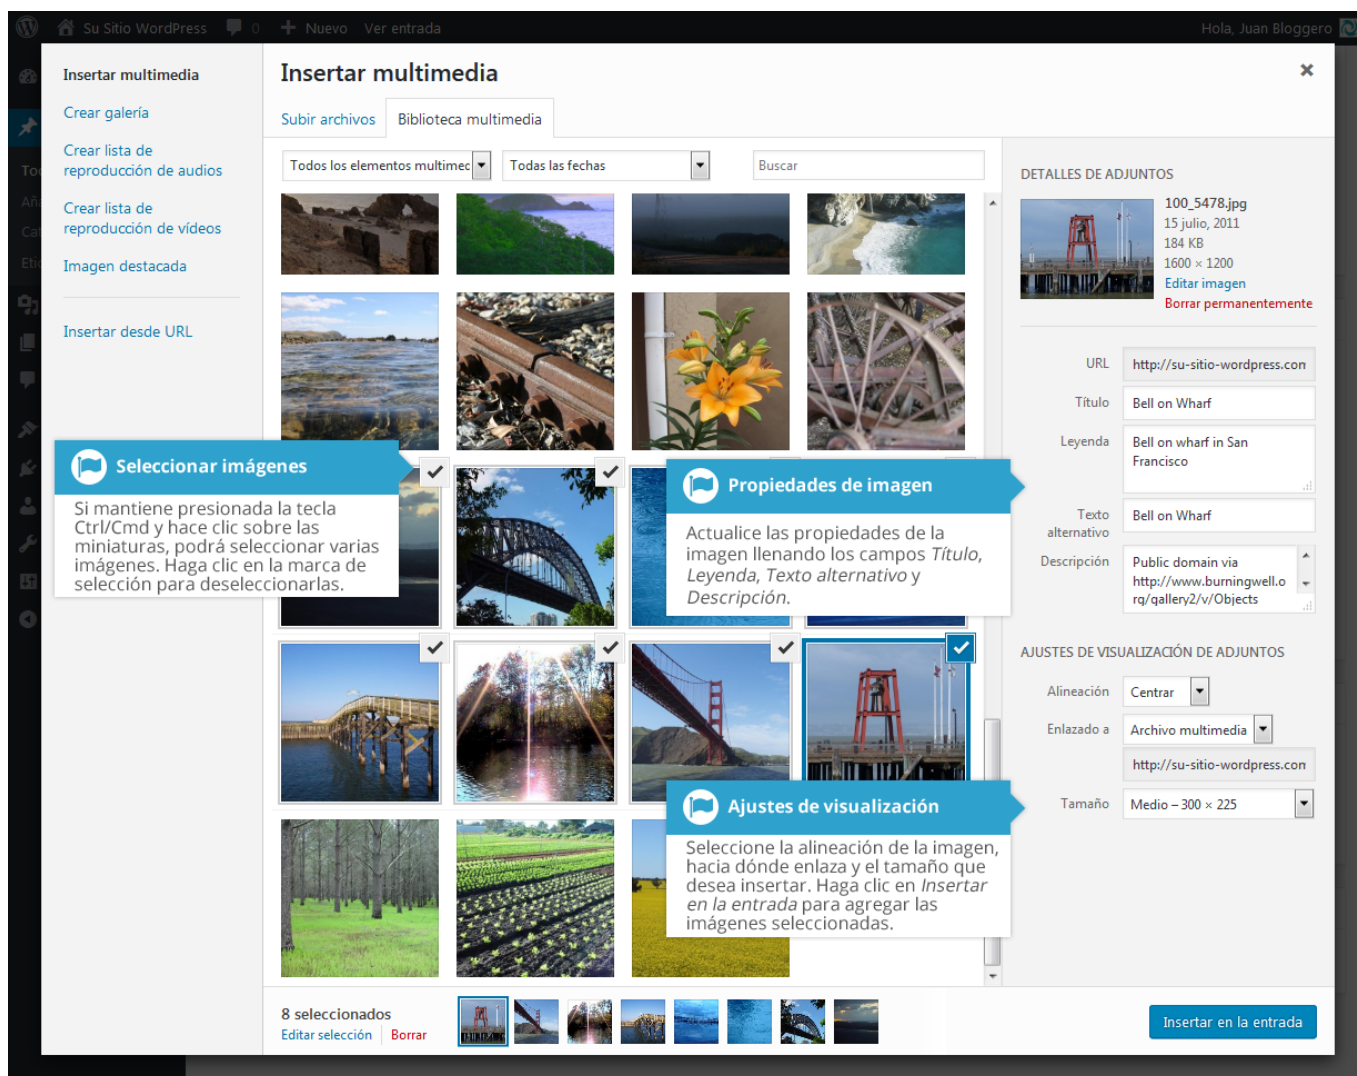 Su Sitio WordPress
0
Nuevo
Ver entrada
Hola, Juan Bloggero
Insertar multimedia
Crear galería
Crear lista de
reproducción de audios
Crear lista de
reproducción de vídeos
Imagen destacada
Insertar desde URL
Insertar multimedia
Subir archivos
Biblioteca multimedia
Todos los elementos multimec
Todas las fechas
Buscar
Seleccionar imágenes
Si mantiene presionada la tecla
Ctrl/Cmd y hace clic sobre las
miniaturas, podrá seleccionar varias
imágenes. Haga clic en la marca de
selección para deseleccionarlas.
Propiedades de imagen
Actualice las propiedades de la
imagen llenando los campos Título,
Leyenda, Texto alternativo y
Descripción.
Ajustes de visualización
Seleccione la alineación de la imagen,
hacia dónde enlaza y el tamaño que
desea insertar. Haga clic en Insertar
en la entrada para agregar las
imágenes seleccionadas.
DETALLES DE ADJUNTOS
100_5478.jpg
15 julio, 2011
184 KB
1600 × 1200
Editar imagen
Borrar permanentemente
URL
http://su-sitio-wordpress.con
Título
Bell on Wharf
Leyenda
Bell on wharf in San
Francisco
Texto
alternativo
Bell on Wharf
Descripción
Public domain via
http://www.burningwell.o
rg/gallery2/v/Objects
AJUSTES DE VISUALIZACIÓN DE ADJUNTOS
Alineación
Centrar
Enlazado a
Archivo multimedia
http://su-sitio-wordpress.con
Tamaño
Medio – 300 × 225
8 seleccionados
Editar selección
Borrar
Insertar en la entrada